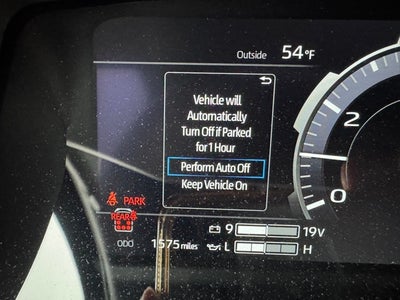 Outside 54°F
Vehicle will
Automatically
Turn Off if Parked
for 1 Hour
Perform Auto Off
Keep Vehicle On
2
0
PARK
REAR
ODO 1575 miles
9 19V
L H